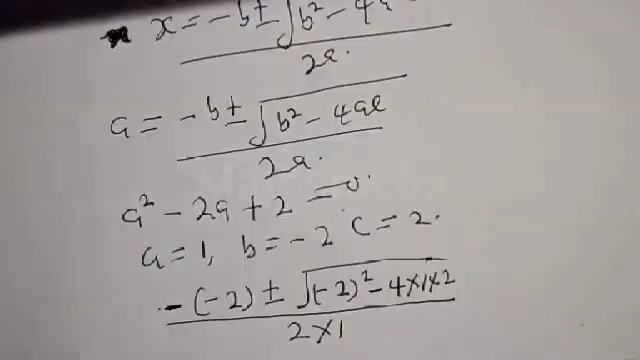 x = -b ± √b² - 4a
2a.
a = -b ± √b² - 4ac
2a.
a² - 2a + 2 = 0.
a = 1, b = -2 c = 2.
-(-2) ± √(-2)² - 4×1×2
2×1